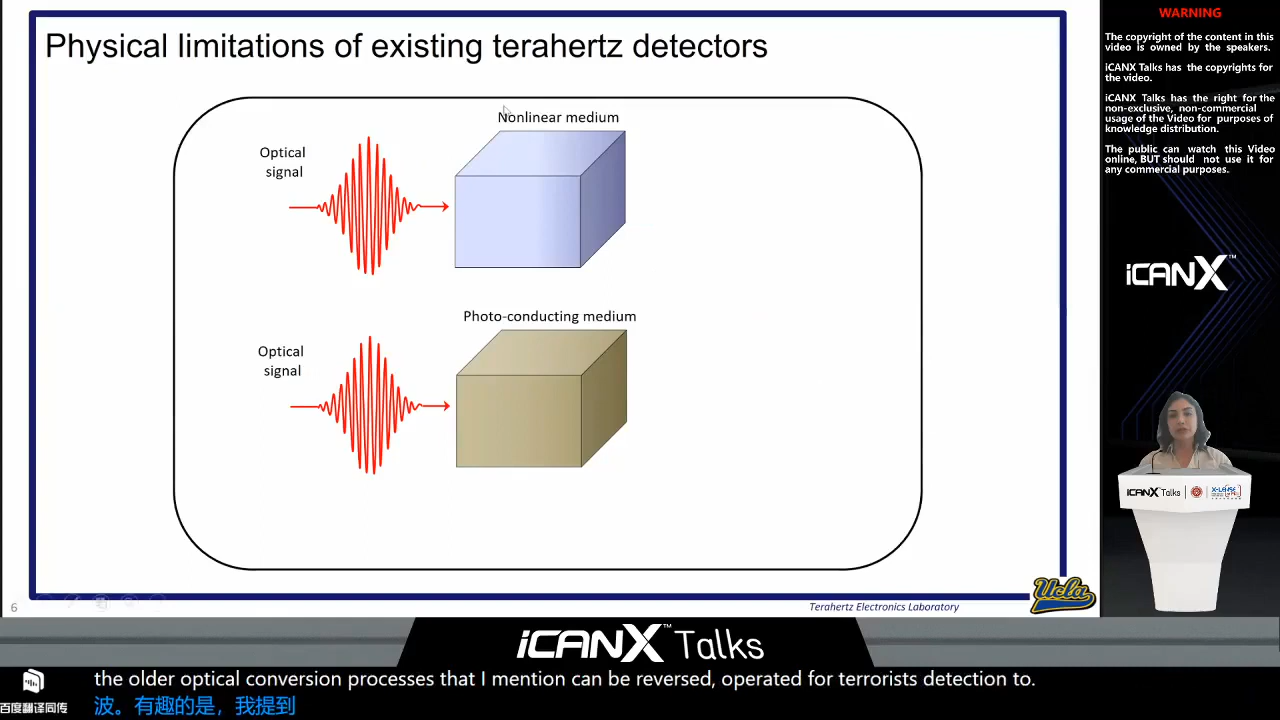 Physical limitations of existing terahertz detectors
Nonlinear medium
Optical
signal
Photo-conducting medium
Optical
signal
6
Terahertz Electronics Laboratory
Ucla
WARNING
The copyright of the content in this
video is owned by the speakers.
iCANX Talks has the copyrights for
the video.
iCANX Talks has the right for the
non-exclusive, non-commercial
usage of the Video for purposes of
knowledge distribution.
The public can watch this Video
online, BUT should not use it for
any commercial purposes.
iCANX™
iCANX Talks
iCANX™ Talks
the older optical conversion processes that I mention can be reversed, operated for terrorists detection to.
百度翻译同传
波。有趣的是，我提到